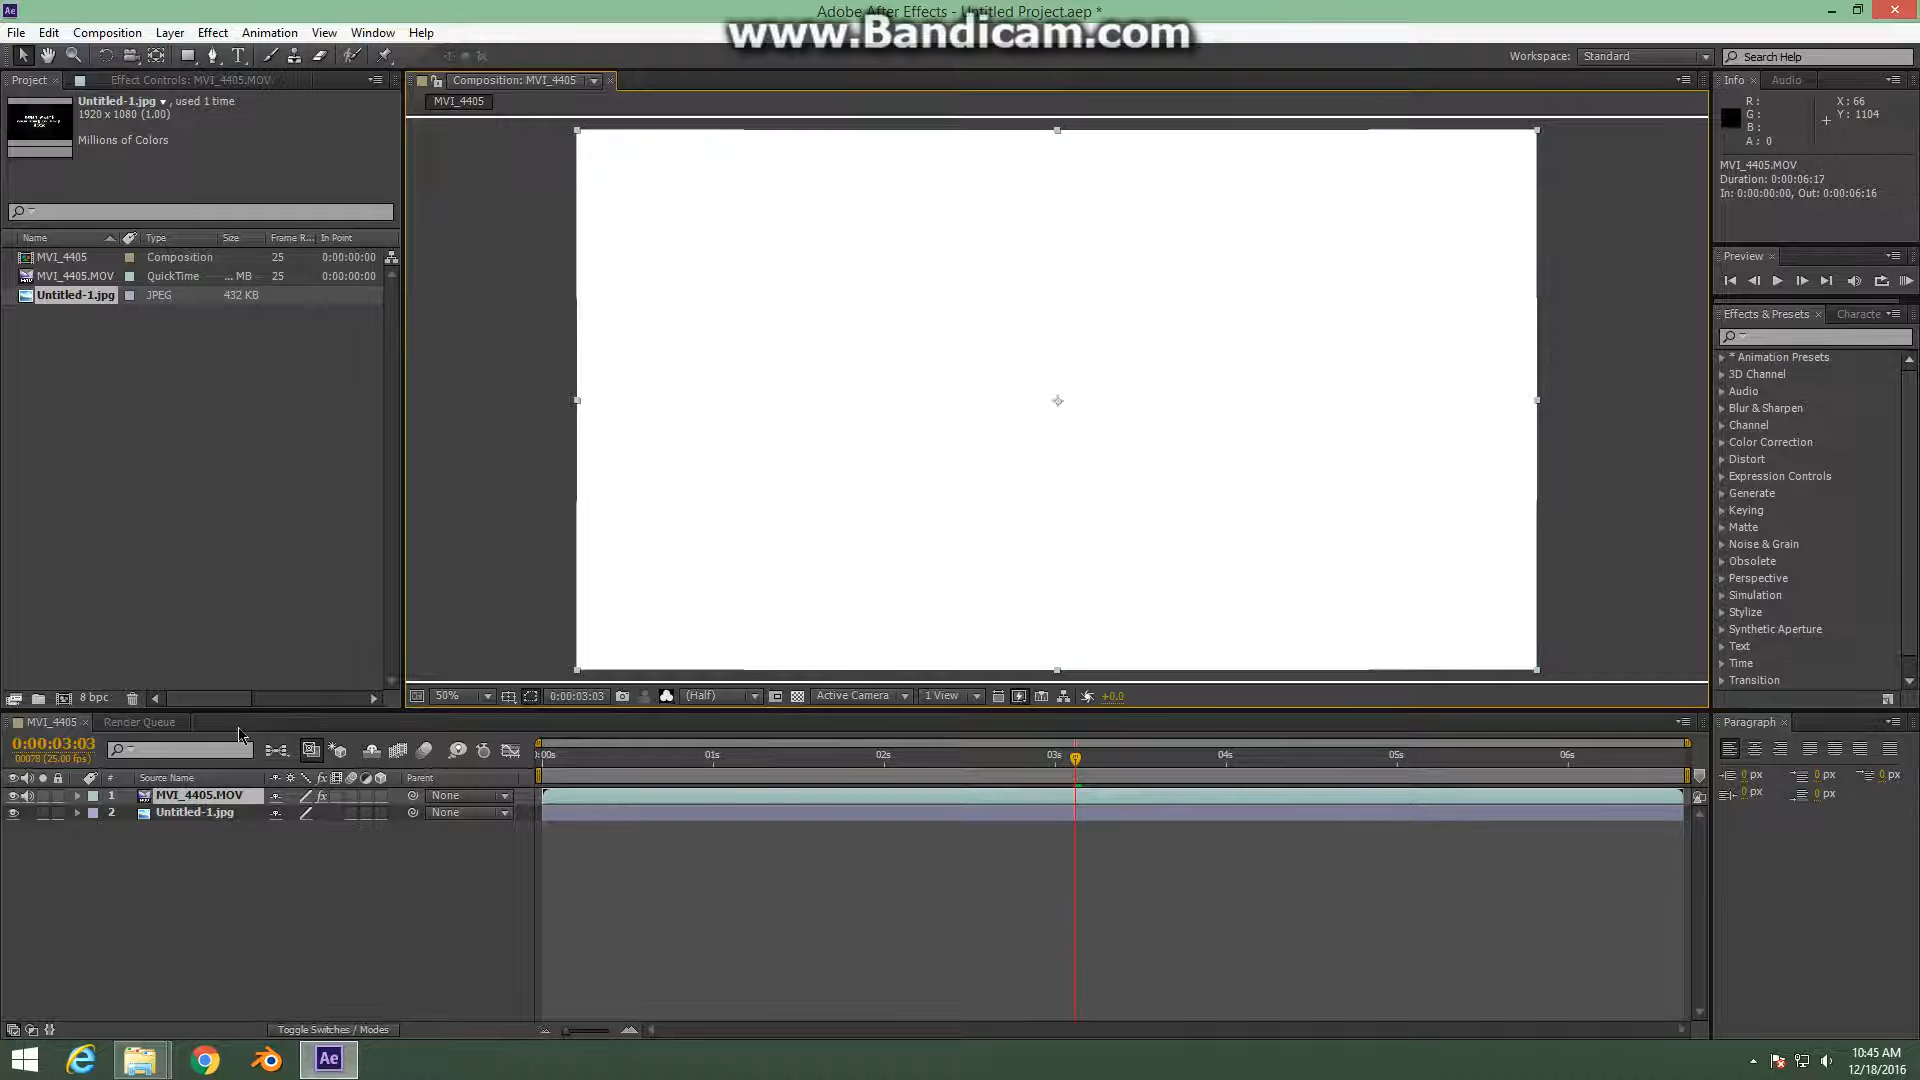 Adobe After Effects - Untitled Project.aep *
www.Bandicam.com
File Edit Composition Layer Effect Animation View Window Help
Workspace: Standard
Search Help
Project
Effect Controls: MVI_4405.MOV
Untitled-1.jpg , used 1 time
1920 x 1080 (1.00)
Millions of Colors
Name Type Size Frame R... In Point
MVI_4405 Composition 25 0:00:00:00
MVI_4405.MOV QuickTime ... MB 25 0:00:00:00
Untitled-1.jpg JPEG 432 KB
8 bpc
Composition: MVI_4405
MVI_4405
50% 0:00:03:03 (Half) Active Camera 1 View +0.0
Info Audio
R :
G :
B :
A : 0
X : 66
Y : 1104
MVI_4405.MOV
Duration: 0:00:06:17
In: 0:00:00:00, Out: 0:00:06:16
Preview
Effects & Presets Characte
* Animation Presets
3D Channel
Audio
Blur & Sharpen
Channel
Color Correction
Distort
Expression Controls
Generate
Keying
Matte
Noise & Grain
Obsolete
Perspective
Simulation
Stylize
Synthetic Aperture
Text
Time
Transition
MVI_4405 Render Queue
0:00:03:03
00078 (25.00 fps)
# Source Name Parent
1 MVI_4405.MOV fx None
2 Untitled-1.jpg None
:00s 01s 02s 03s 04s 05s 06s
Toggle Switches / Modes
Paragraph
0 px 0 px 0 px
0 px 0 px
Ae
10:45 AM
12/18/2016